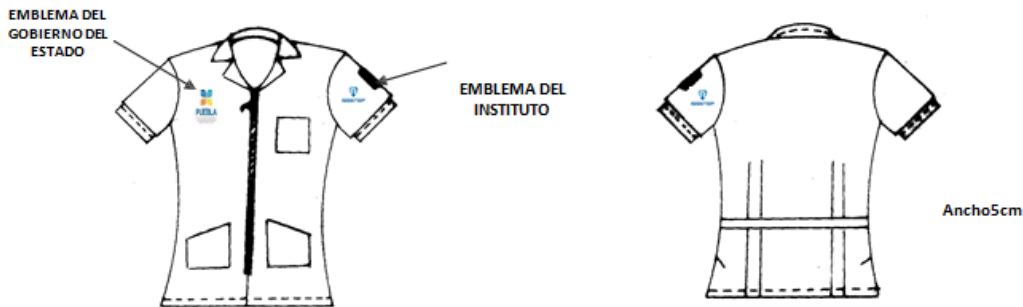 EMBLEMA DEL
GOBIERNO DEL
ESTADO
EMBLEMA DEL
INSTITUTO
PUEBLA
Ancho5cm